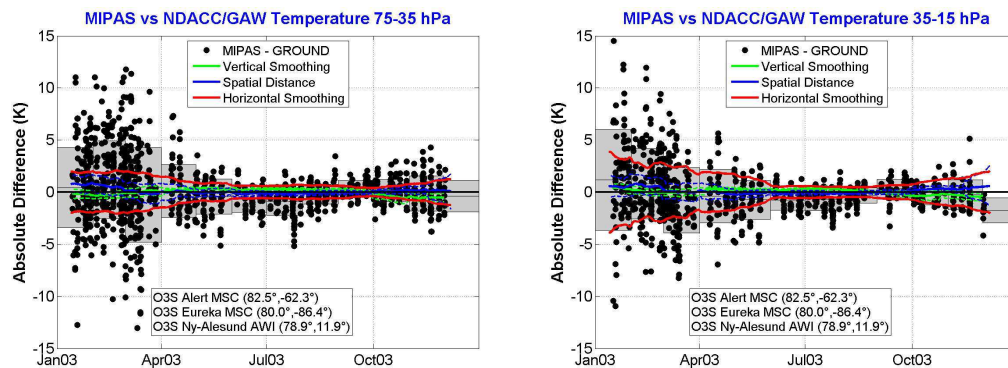 MIPAS vs NDACC/GAW Temperature 75-35 hPa
Absolute Difference (K)
15
10
5
0
-5
-10
-15
MIPAS - GROUND
Vertical Smoothing
Spatial Distance
Horizontal Smoothing
O3S Alert MSC (82.5°,-62.3°)
O3S Eureka MSC (80.0°,-86.4°)
O3S Ny-Alesund AWI (78.9°,11.9°)
Jan03 Apr03 Jul03 Oct03
MIPAS vs NDACC/GAW Temperature 35-15 hPa
Absolute Difference (K)
15
10
5
0
-5
-10
-15
MIPAS - GROUND
Vertical Smoothing
Spatial Distance
Horizontal Smoothing
O3S Alert MSC (82.5°,-62.3°)
O3S Eureka MSC (80.0°,-86.4°)
O3S Ny-Alesund AWI (78.9°,11.9°)
Jan03 Apr03 Jul03 Oct03